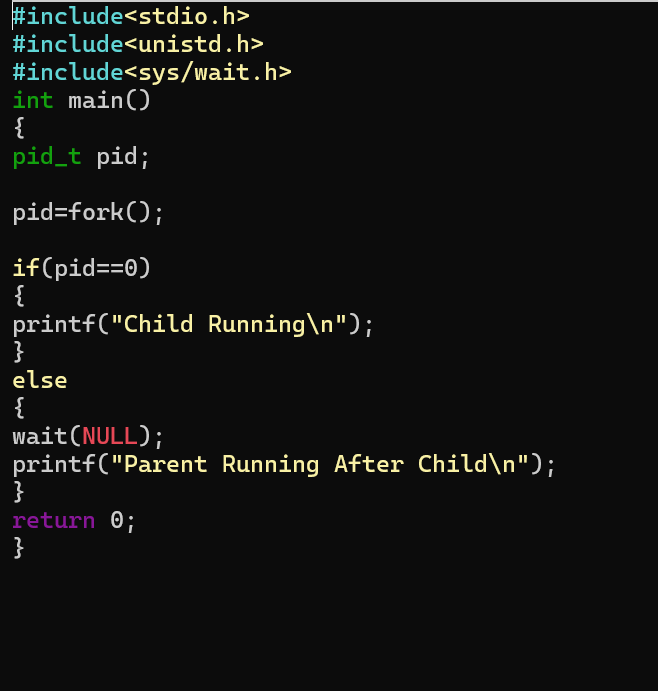 #include<stdio.h>
#include<unistd.h>
#include<sys/wait.h>
int main()
{
pid_t pid;

pid=fork();

if(pid==0)
{
printf("Child Running\n");
}
else
{
wait(NULL);
printf("Parent Running After Child\n");
}
return 0;
}